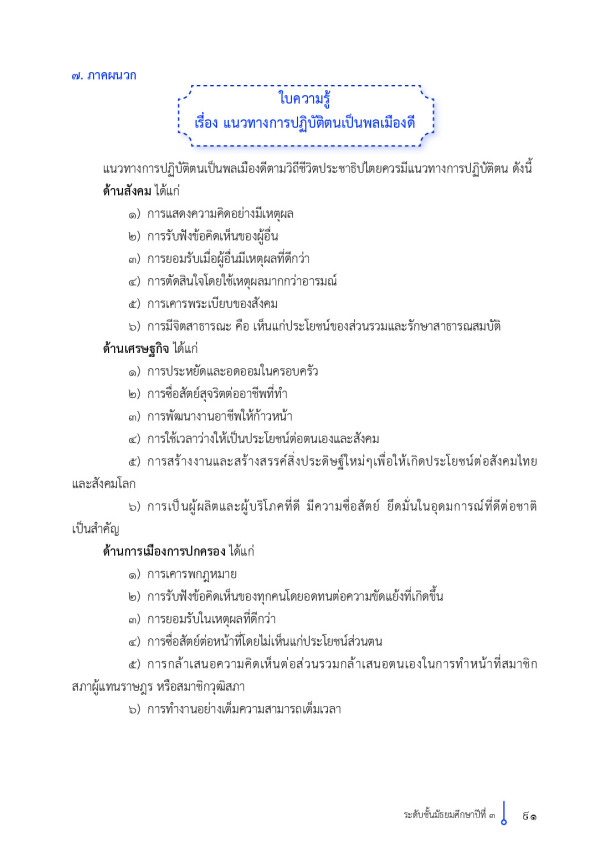 ๗. ภาคผนวก
ใบความรู้
เรื่อง แนวทางการปฏิบัติตนเป็นพลเมืองดี
แนวทางการปฏิบัติตนเป็นพลเมืองดีตามวิถีชีวิตประชาธิปไตยควรมีแนวทางการปฏิบัติตน ดังนี้
ด้านสังคม ได้แก่
๑) การแสดงความคิดอย่างมีเหตุผล
๒) การรับฟังข้อคิดเห็นของผู้อื่น
๓) การยอมรับเมื่อผู้อื่นมีเหตุผลที่ดีกว่า
๔) การตัดสินใจโดยใช้เหตุผลมากกว่าอารมณ์
๕) การเคารพระเบียบของสังคม
๖) การมีจิตสาธารณะ คือ เห็นแก่ประโยชน์ของส่วนรวมและรักษาสาธารณสมบัติ
ด้านเศรษฐกิจ ได้แก่
๑) การประหยัดและอดออมในครอบครัว
๒) การซื่อสัตย์สุจริตต่ออาชีพที่ทำ
๓) การพัฒนางานอาชีพให้ก้าวหน้า
๔) การใช้เวลาว่างให้เป็นประโยชน์ต่อตนเองและสังคม
๕) การสร้างงานและสร้างสรรค์สิ่งประดิษฐ์ใหม่ๆเพื่อให้เกิดประโยชน์ต่อสังคมไทย
และสังคมโลก
๖) การเป็นผู้ผลิตและผู้บริโภคที่ดี มีความซื่อสัตย์ ยึดมั่นในอุดมการณ์ที่ดีต่อชาติ
เป็นสำคัญ
ด้านการเมืองการปกครอง ได้แก่
๑) การเคารพกฎหมาย
๒) การรับฟังข้อคิดเห็นของทุกคนโดยอดทนต่อความขัดแย้งที่เกิดขึ้น
๓) การยอมรับในเหตุผลที่ดีกว่า
๔) การซื่อสัตย์ต่อหน้าที่โดยไม่เห็นแก่ประโยชน์ส่วนตน
๕) การกล้าเสนอความคิดเห็นต่อส่วนรวมกล้าเสนอตนเองในการทำหน้าที่สมาชิก
สภาผู้แทนราษฎร หรือสมาชิกวุฒิสภา
๖) การทำงานอย่างเต็มความสามารถเต็มเวลา
ระดับชั้นมัธยมศึกษาปีที่ ๓ ๙๑